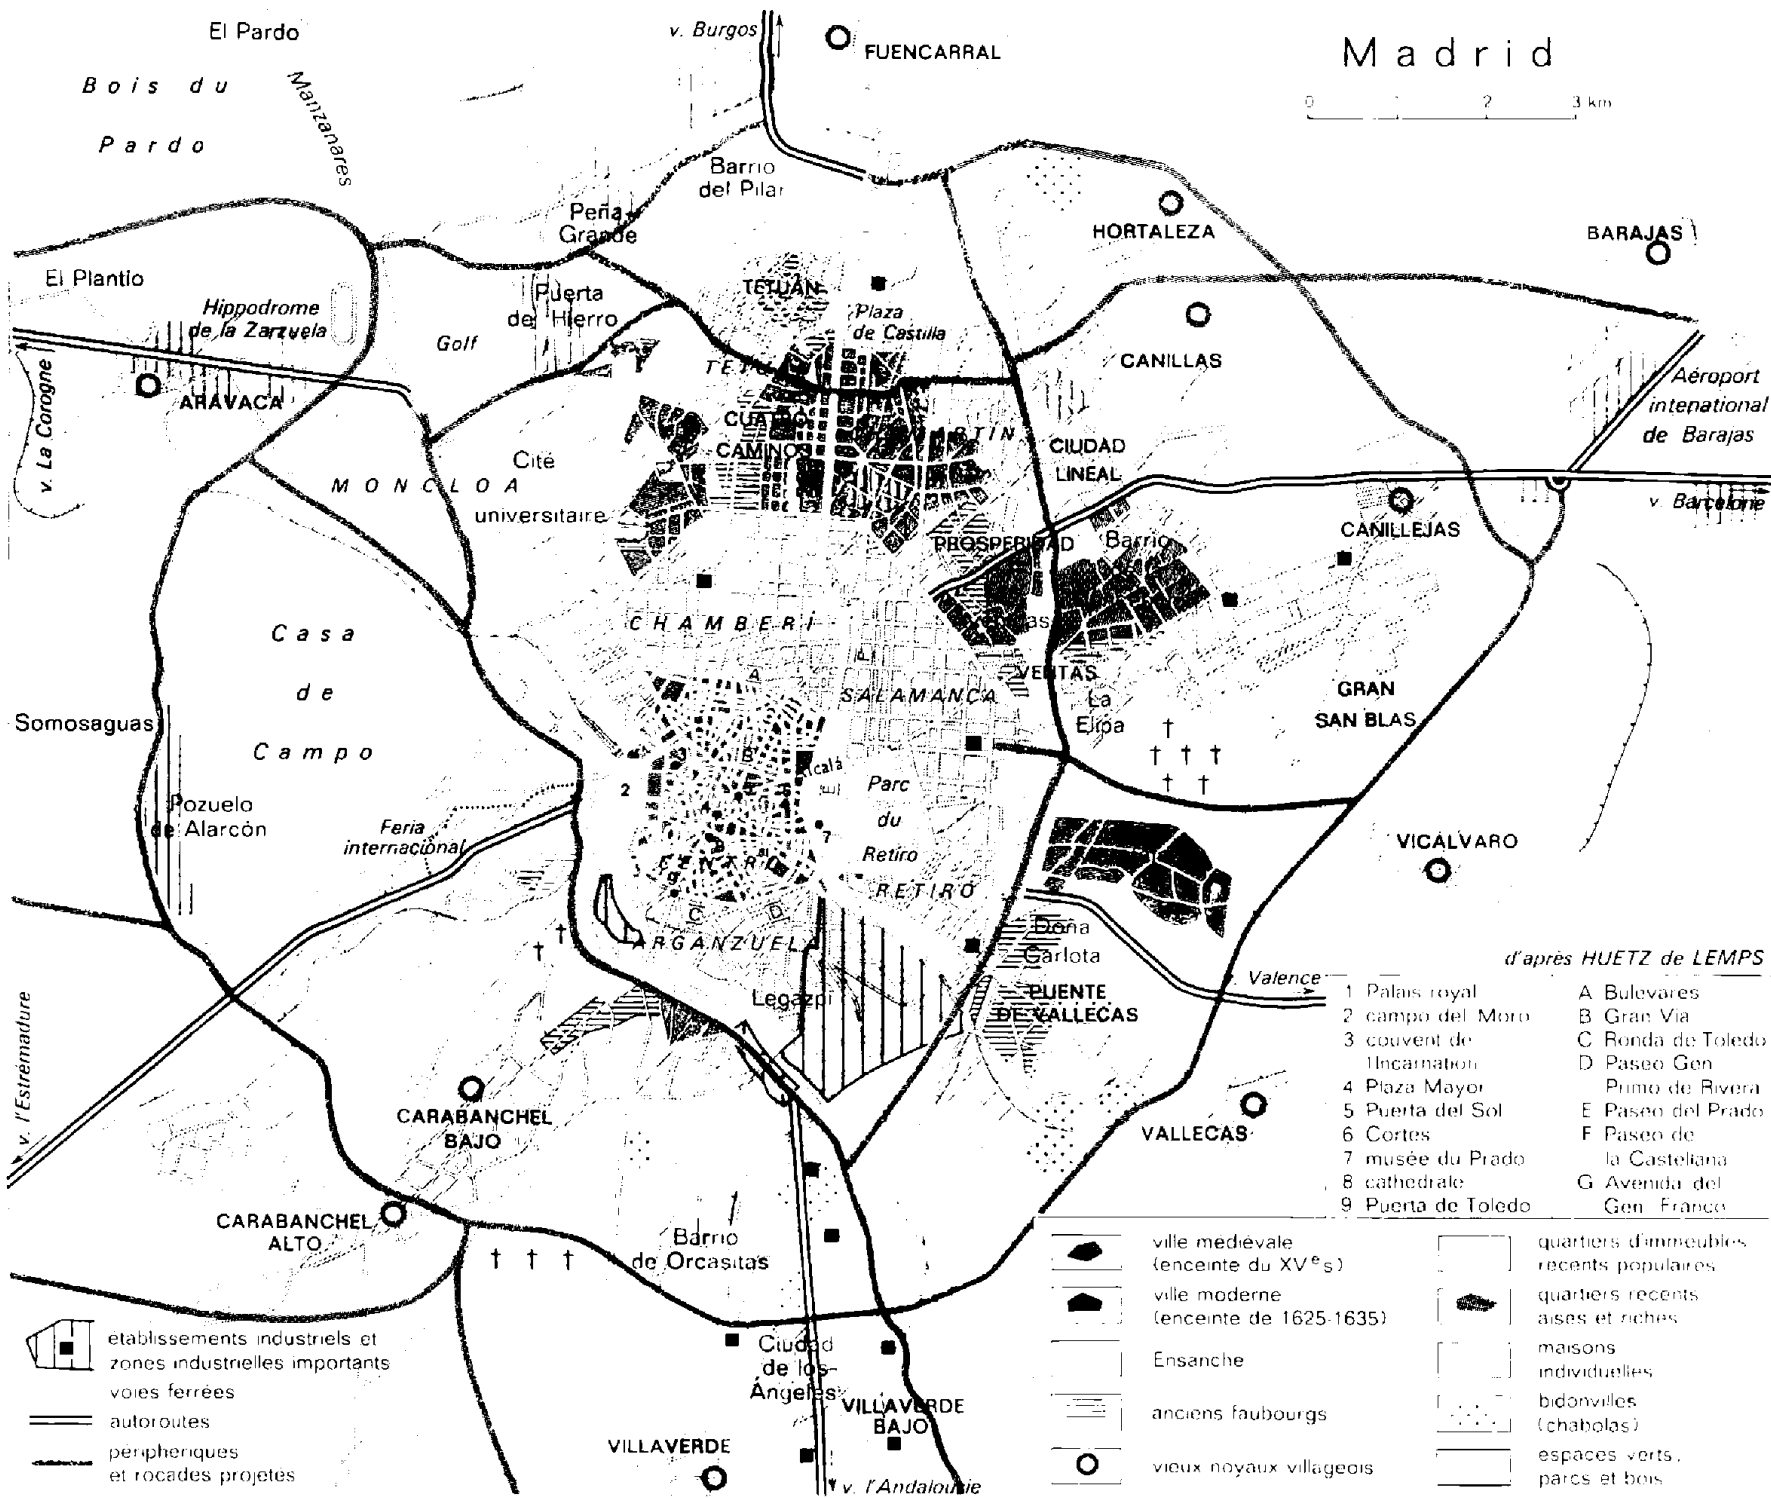 Madrid
0 1 2 3 km
El Pardo
Bois du
Pardo
Manzanares
v. Burgos
FUENCARRAL
Barrio
del Pilar
Peña
Grande
HORTALEZA
BARAJAS
El Plantío
Hippodrome
de la Zarzuela
Puerta
de Hierro
Golf
TETUÁN
Plaza
de Castilla
CANILLAS
ARAVACA
v. La Corogne
Aéroport
intenational
de Barajas
CUATRO
CAMINOS
CIUDAD
LINEAL
Cité
universitaire
MONCLOA
v. Barcelone
CANILLEJAS
PROSPERIDAD
Barrio
CHAMBERI
VENTAS
SALAMANCA
La
Elipa
GRAN
SAN BLAS
Casa
de
Campo
Somosaguas
A
F
B
2
E
7
Parc
du
Retiro
RETIRO
Pozuelo
de Alarcón
Feria
internacional
VICALVARO
CENTRO
C
D
ARGANZUELA
Legazpi
Doña
Carlota
PUENTE
DE VALLECAS
Valence
v. l'Estrémadure
CARABANCHEL
BAJO
VALLECAS
CARABANCHEL
ALTO
Barrio
de Orcasitas
Ciudad
de los-
Ángeles
VILLAVERDE
BAJO
VILLAVERDE
v. l'Andalousie
d'après HUETZ de LEMPS
1 Palais royal
2 campo del Moro
3 couvent de
l'Incarnation
4 Plaza Mayor
5 Puerta del Sol
6 Cortes
7 musée du Prado
8 cathédrale
9 Puerta de Toledo
A Bulevares
B Gran Via
C Ronda de Toledo
D Paseo Gen
Primo de Rivera
E Paseo del Prado
F Paseo de
la Castellana
G Avenida del
Gen. Franco
établissements industriels et
zones industrielles importants
voies ferrées
autoroutes
périphériques
et rocades projetés
ville médiévale
(enceinte du XVe s)
ville moderne
(enceinte de 1625-1635)
Ensanche
anciens faubourgs
vieux noyaux villageois
quartiers d'immeubles
récents populaires
quartiers récents
aisés et riches
maisons
individuelles
bidonvilles
(chabolas)
espaces verts,
parcs et bois